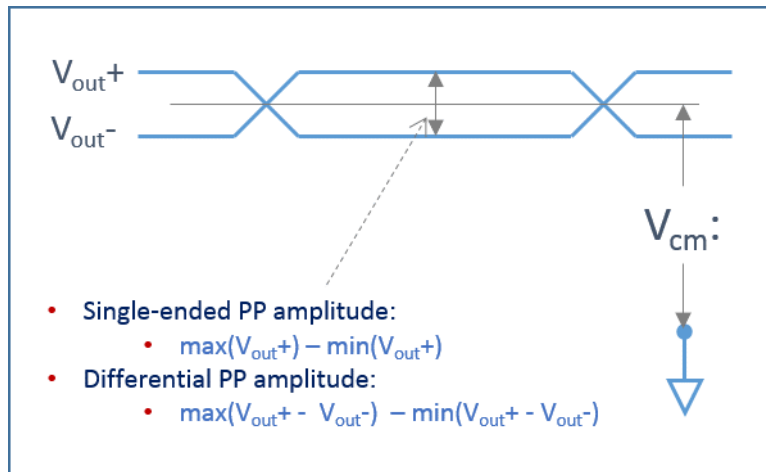 Vout+
Vout-
Vcm:
• Single-ended PP amplitude:
• max(Vout+) – min(Vout+)
• Differential PP amplitude:
• max(Vout+ - Vout-) – min(Vout+ - Vout-)